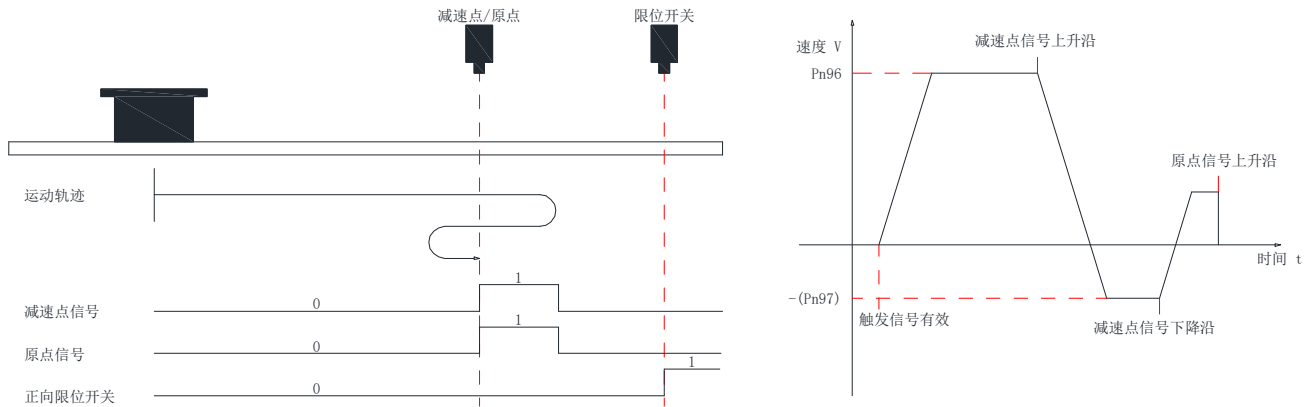 减速点/原点
限位开关
运动轨迹
1
减速点信号
0
1
原点信号
0
1
正向限位开关
0
速度 V
减速点信号上升沿
Pn96
原点信号上升沿
时间 t
-(Pn97)
触发信号有效
减速点信号下降沿